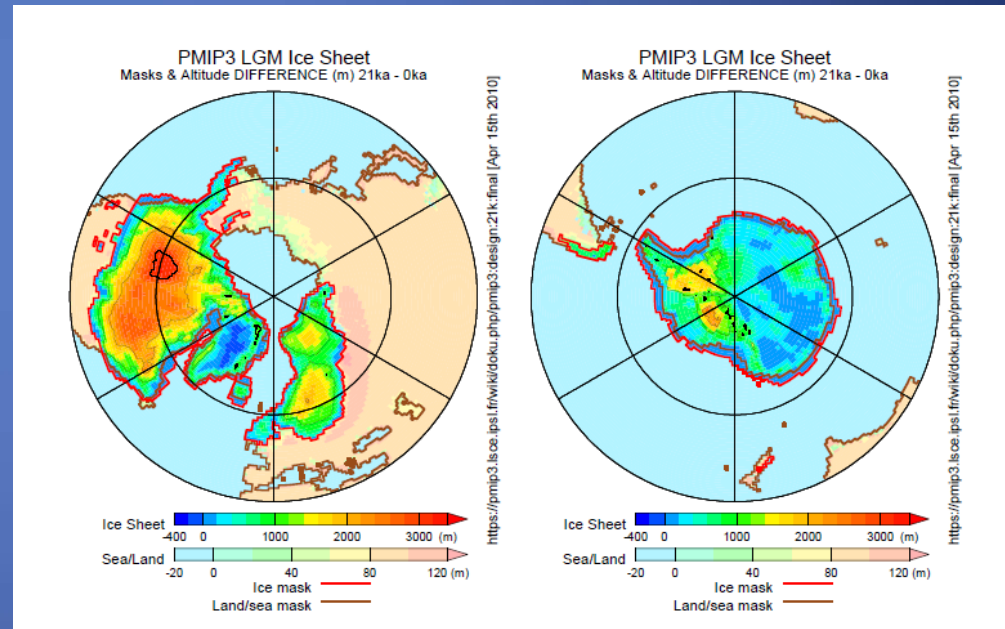 PMIP3 LGM Ice Sheet
Masks & Altitude DIFFERENCE (m) 21ka - 0ka
https://pmip3.lsce.ipsl.fr/wiki/doku.php/pmip3:design:21k:final [Apr 15th 2010]
Ice Sheet
-400 0 1000 2000 3000 (m)
Sea/Land
-20 0 40 80 120 (m)
Ice mask
Land/sea mask
PMIP3 LGM Ice Sheet
Masks & Altitude DIFFERENCE (m) 21ka - 0ka
https://pmip3.lsce.ipsl.fr/wiki/doku.php/pmip3:design:21k:final [Apr 15th 2010]
Ice Sheet
-400 0 1000 2000 3000 (m)
Sea/Land
-20 0 40 80 120 (m)
Ice mask
Land/sea mask